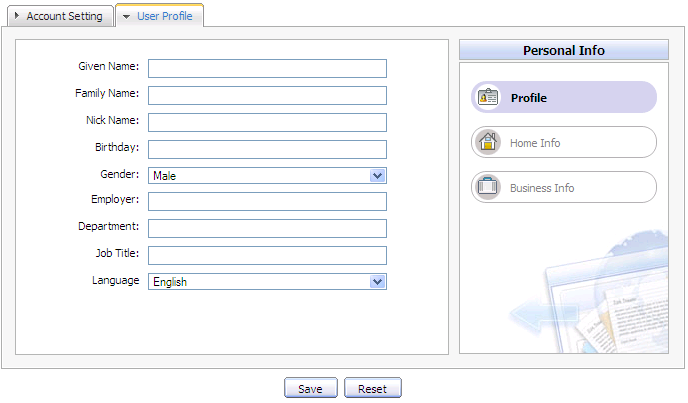 Account Setting
User Profile
Given Name:
Family Name:
Nick Name:
Birthday:
Gender: Male
Employer:
Department:
Job Title:
Language English
Personal Info
Profile
Home Info
Business Info
Save Reset